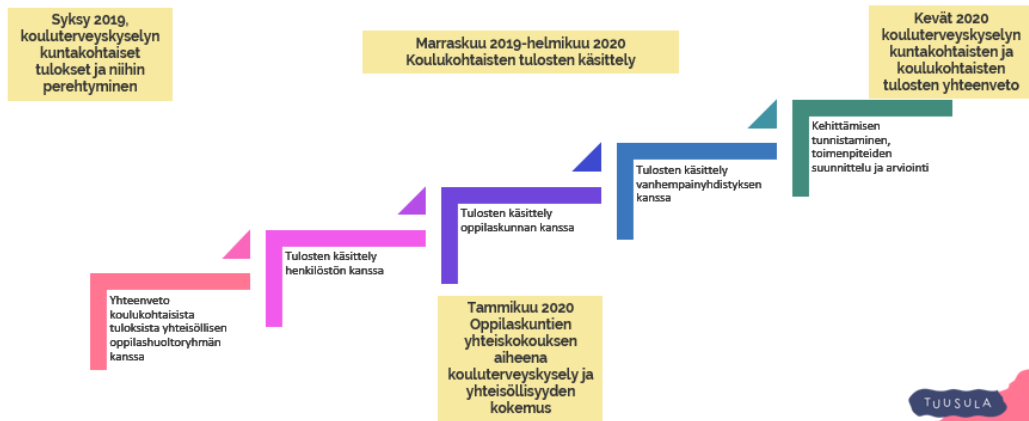 Syksy 2019,
kouluterveyskyselyn
kuntakohtaiset
tulokset ja niihin
perehtyminen
Marraskuu 2019-helmikuu 2020
Koulukohtaisten tulosten käsittely
Kevät 2020
kouluterveyskyselyn
kuntakohtaisten ja
koulukohtaisten
tulosten yhteenveto
Yhteenveto
koulukohtaisista
tuloksista yhteisöllisen
oppilashuoltoryhmän
kanssa
Tulosten käsittely
henkilöstön kanssa
Tulosten käsittely
oppilaskunnan kanssa
Tulosten käsittely
vanhempainyhdistyksen
kanssa
Kehittämisen
tunnistaminen,
toimenpiteiden
suunnittelu ja arviointi
Tammikuu 2020
Oppilaskuntien
yhteiskokouksen
aiheena
kouluterveyskysely ja
yhteisöllisyyden
kokemus
TUUSULA